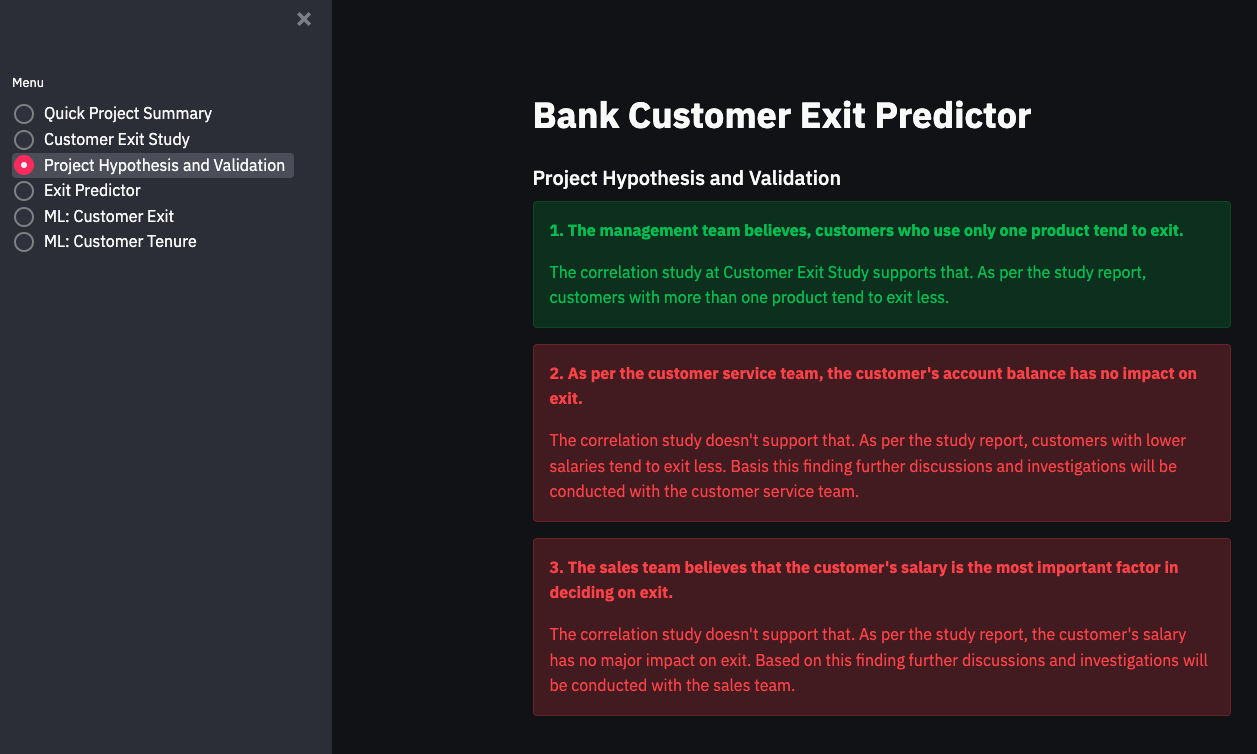 Menu
Quick Project Summary
Customer Exit Study
Project Hypothesis and Validation
Exit Predictor
ML: Customer Exit
ML: Customer Tenure
Bank Customer Exit Predictor
Project Hypothesis and Validation
1. The management team believes, customers who use only one product tend to exit.
The correlation study at Customer Exit Study supports that. As per the study report,
customers with more than one product tend to exit less.
2. As per the customer service team, the customer's account balance has no impact on
exit.
The correlation study doesn't support that. As per the study report, customers with lower
salaries tend to exit less. Basis this finding further discussions and investigations will be
conducted with the customer service team.
3. The sales team believes that the customer's salary is the most important factor in
deciding on exit.
The correlation study doesn't support that. As per the study report, the customer's salary
has no major impact on exit. Based on this finding further discussions and investigations will
be conducted with the sales team.